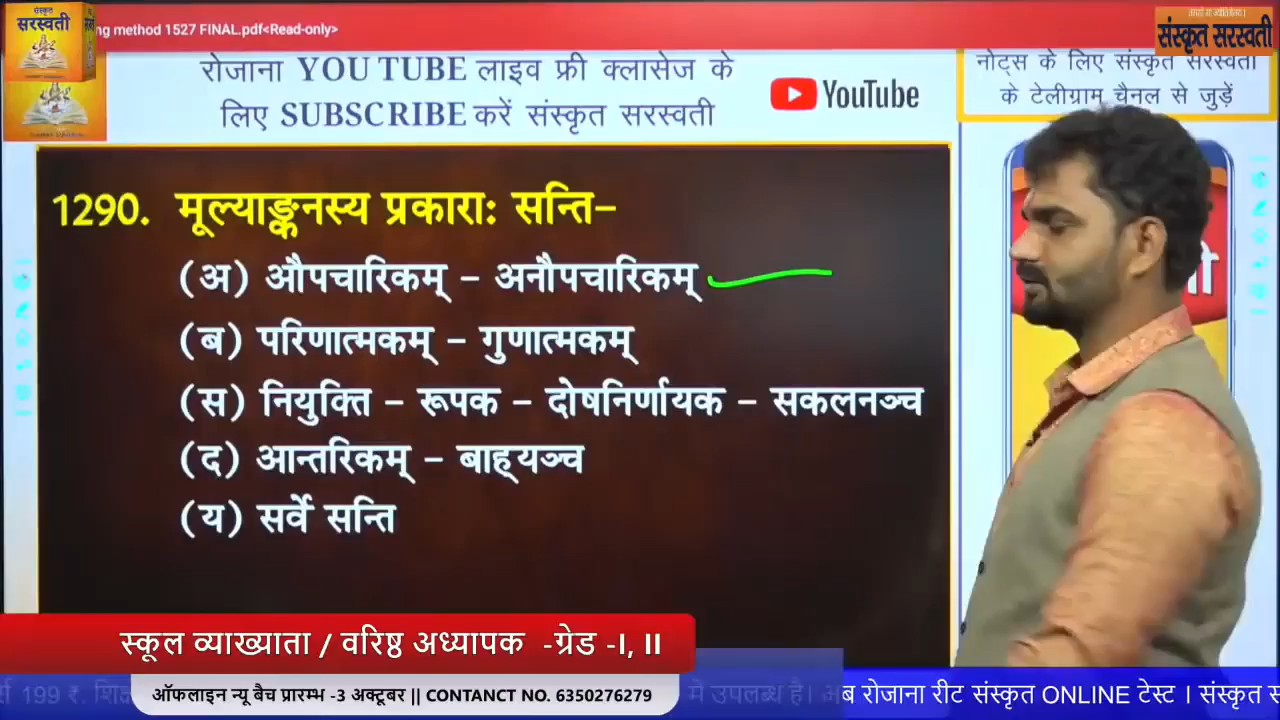 संस्कृत
सरस्वती
ng method 1527 FINAL.pdf<Read-only>
संस्कृत सरस्वती
रोजाना YOU TUBE लाइव फ्री क्लासेज के
लिए SUBSCRIBE करें संस्कृत सरस्वती
YouTube
नोट्स के लिए संस्कृत सरस्वती
के टेलीग्राम चैनल से जुड़ें
1290. मूल्याङ्कनस्य प्रकाराः सन्ति–
(अ) औपचारिकम् – अनौपचारिकम्
(ब) परिणात्मकम् – गुणात्मकम्
(स) नियुक्ति – रूपक – दोषनिर्णायक – सकलनञ्च
(द) आन्तरिकम् – बाह्यञ्च
(य) सर्वे सन्ति
स्कूल व्याख्याता / वरिष्ठ अध्यापक -ग्रेड -I, II
ऑफलाइन न्यू बैच प्रारम्भ -3 अक्टूबर || CONTANCT NO. 6350276279
199 रु. में उपलब्ध है। अब रोजाना रीट संस्कृत ONLINE टेस्ट । संस्कृत